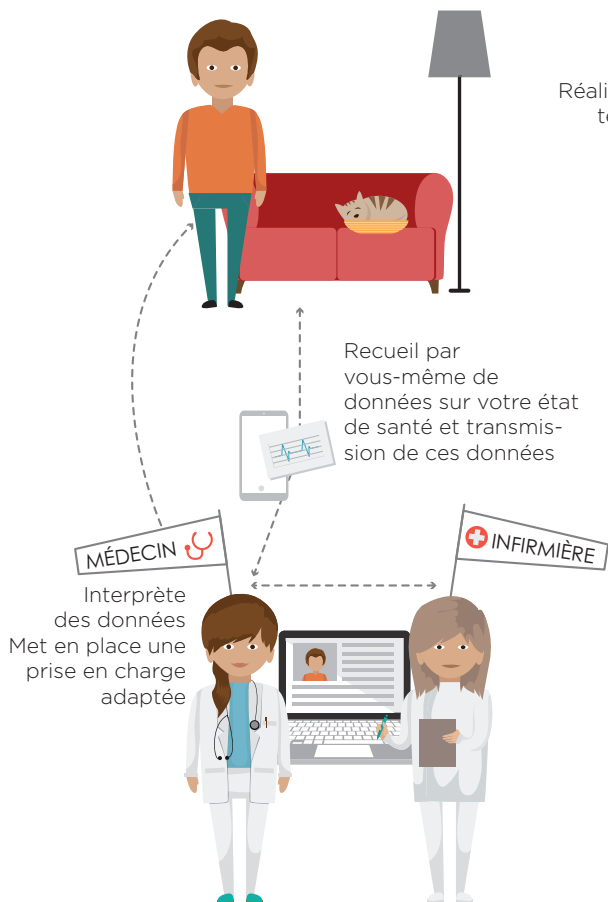 Recueil par
vous-même de
données sur votre état
de santé et transmis-
sion de ces données
MÉDECIN
INFIRMIÈRE
Interprète
des données
Met en place une
prise en charge
adaptée